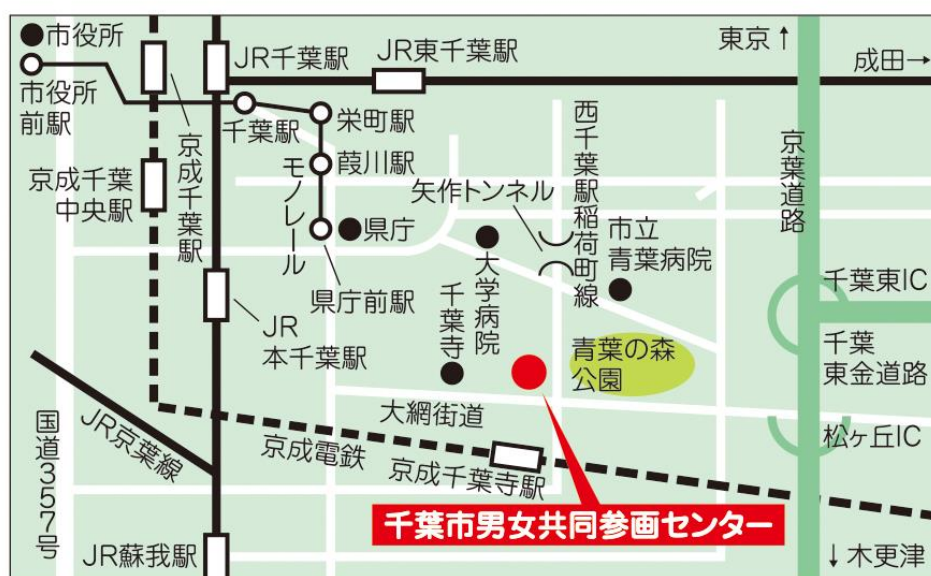 市役所
市役所
前駅
JR千葉駅
JR東千葉駅
東京↑
成田→
千葉駅
栄町駅
葭川駅
モノレール
京成千葉駅
京成千葉
中央駅
県庁
県庁前駅
矢作トンネル
西千葉駅稲荷町線
市立
青葉病院
京葉道路
大学病院
千葉寺
JR
本千葉駅
青葉の森
公園
千葉東IC
千葉
東金道路
大網街道
松ヶ丘IC
国道357号
JR京葉線
京成電鉄
京成千葉寺駅
千葉市男女共同参画センター
JR蘇我駅
↓木更津